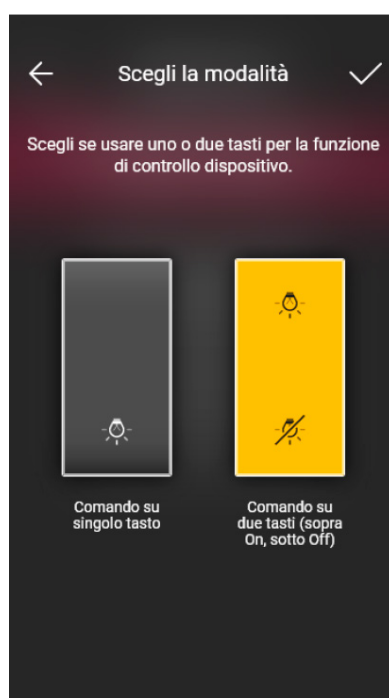 Scegli la modalità
Scegli se usare uno o due tasti per la funzione
di controllo dispositivo.
Comando su
singolo tasto
Comando su
due tasti (sopra
On, sotto Off)